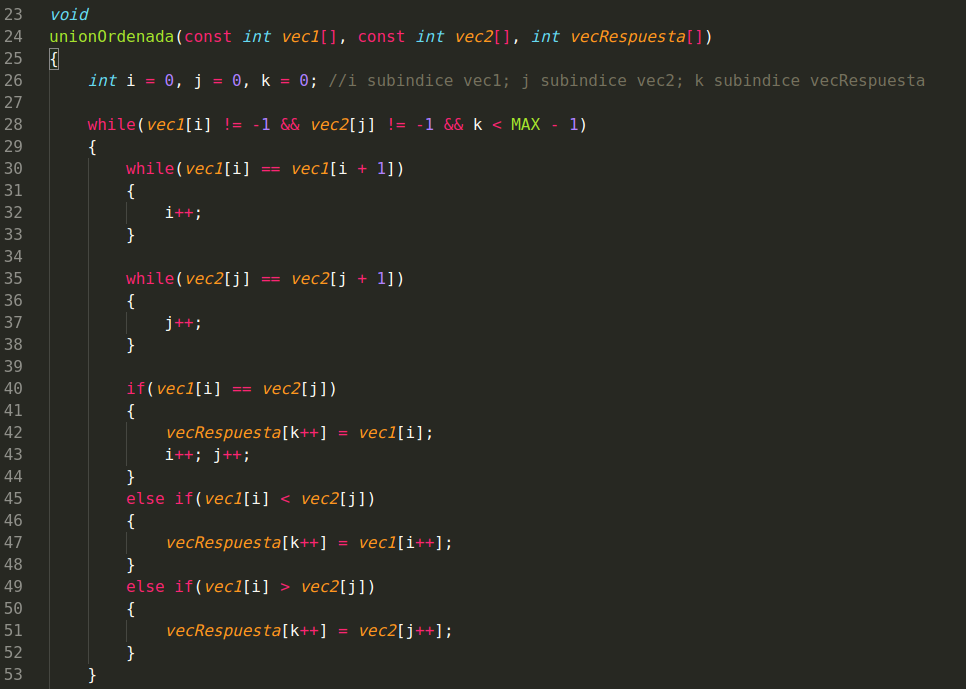 23 void
24 unionOrdenada(const int vec1[], const int vec2[], int vecRespuesta[])
25 {
26     int i = 0, j = 0, k = 0; //i subindice vec1; j subindice vec2; k subindice vecRespuesta
27
28     while(vec1[i] != -1 && vec2[j] != -1 && k < MAX - 1)
29     {
30         while(vec1[i] == vec1[i + 1])
31         {
32             i++;
33         }
34
35         while(vec2[j] == vec2[j + 1])
36         {
37             j++;
38         }
39
40         if(vec1[i] == vec2[j])
41         {
42             vecRespuesta[k++] = vec1[i];
43             i++; j++;
44         }
45         else if(vec1[i] < vec2[j])
46         {
47             vecRespuesta[k++] = vec1[i++];
48         }
49         else if(vec1[i] > vec2[j])
50         {
51             vecRespuesta[k++] = vec2[j++];
52         }
53     }